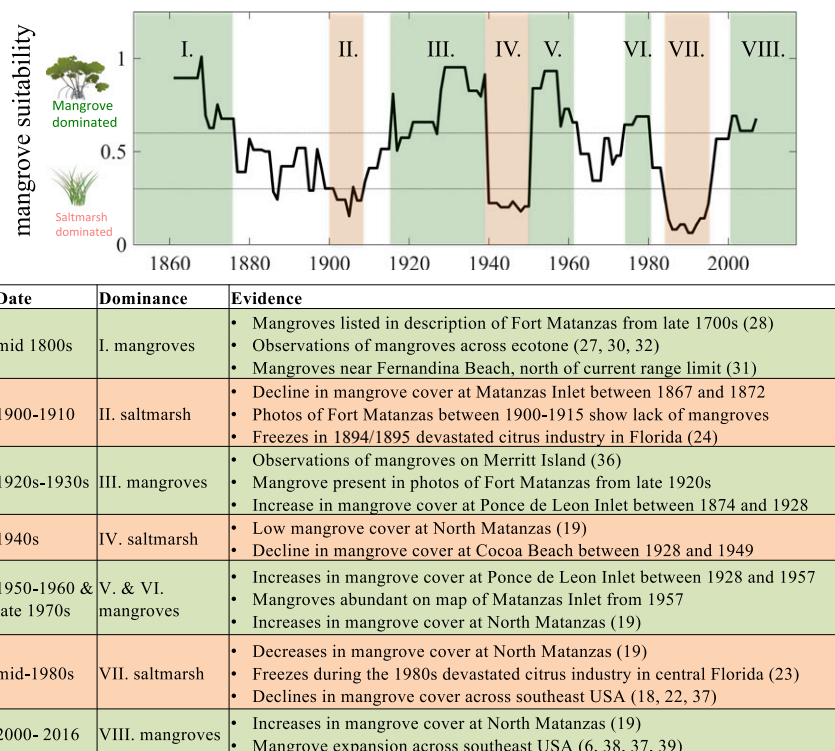 mangrove suitability
Mangrove
dominated
Saltmarsh
dominated
1
0.5
0
I.
II.
III.
IV.
V.
VI.
VII.
VIII.
1860 1880 1900 1920 1940 1960 1980 2000
Date Dominance Evidence
mid 1800s I. mangroves
• Mangroves listed in description of Fort Matanzas from late 1700s (28)
• Observations of mangroves across ecotone (27, 30, 32)
• Mangroves near Fernandina Beach, north of current range limit (31)
1900-1910 II. saltmarsh
• Decline in mangrove cover at Matanzas Inlet between 1867 and 1872
• Photos of Fort Matanzas between 1900-1915 show lack of mangroves
• Freezes in 1894/1895 devastated citrus industry in Florida (24)
1920s-1930s III. mangroves
• Observations of mangroves on Merritt Island (36)
• Mangrove present in photos of Fort Matanzas from late 1920s
• Increase in mangrove cover at Ponce de Leon Inlet between 1874 and 1928
1940s IV. saltmarsh
• Low mangrove cover at North Matanzas (19)
• Decline in mangrove cover at Cocoa Beach between 1928 and 1949
1950-1960 & V. & VI.
late 1970s mangroves
• Increases in mangrove cover at Ponce de Leon Inlet between 1928 and 1957
• Mangroves abundant on map of Matanzas Inlet from 1957
• Increases in mangrove cover at North Matanzas (19)
mid-1980s VII. saltmarsh
• Decreases in mangrove cover at North Matanzas (19)
• Freezes during the 1980s devastated citrus industry in central Florida (23)
• Declines in mangrove cover across southeast USA (18, 22, 37)
2000- 2016 VIII. mangroves
• Increases in mangrove cover at North Matanzas (19)
• Mangrove expansion across southeast USA (6, 38, 37, 39)